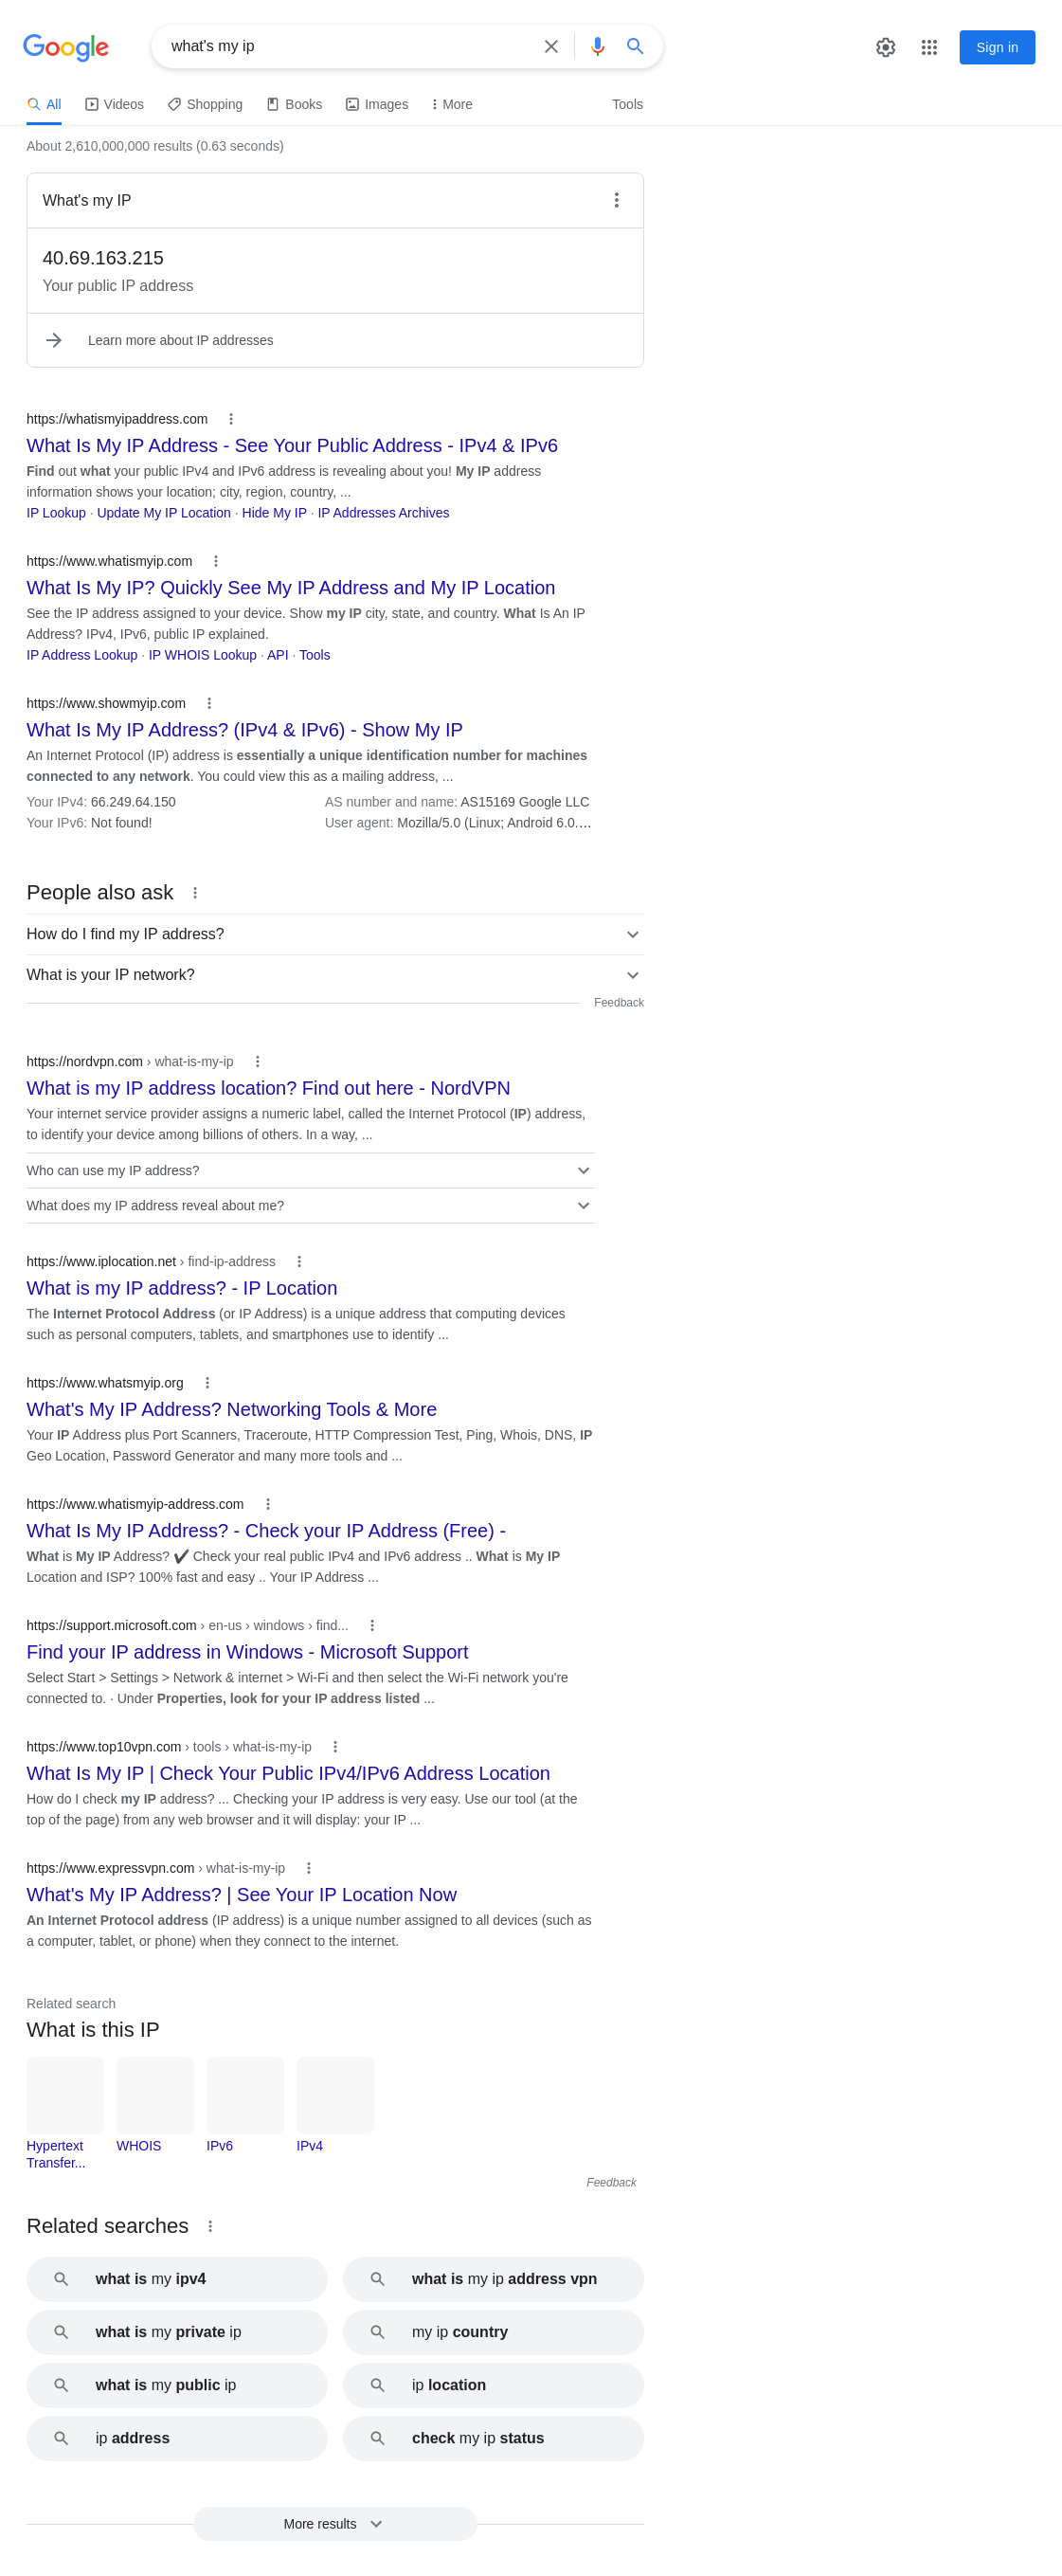 Google
what's my ip
Sign in
All
Videos
Shopping
Books
Images
More
Tools
About 2,610,000,000 results (0.63 seconds)
What's my IP
40.69.163.215
Your public IP address
Learn more about IP addresses
https://whatismyipaddress.com
What Is My IP Address - See Your Public Address - IPv4 & IPv6
Find out what your public IPv4 and IPv6 address is revealing about you! My IP address
information shows your location; city, region, country, ...
IP Lookup · Update My IP Location · Hide My IP · IP Addresses Archives
https://www.whatismyip.com
What Is My IP? Quickly See My IP Address and My IP Location
See the IP address assigned to your device. Show my IP city, state, and country. What Is An IP
Address? IPv4, IPv6, public IP explained.
IP Address Lookup · IP WHOIS Lookup · API · Tools
https://www.showmyip.com
What Is My IP Address? (IPv4 & IPv6) - Show My IP
An Internet Protocol (IP) address is essentially a unique identification number for machines
connected to any network. You could view this as a mailing address, ...
Your IPv4: 66.249.64.150
AS number and name: AS15169 Google LLC
Your IPv6: Not found!
User agent: Mozilla/5.0 (Linux; Android 6.0....
People also ask
How do I find my IP address?
What is your IP network?
Feedback
https://nordvpn.com › what-is-my-ip
What is my IP address location? Find out here - NordVPN
Your internet service provider assigns a numeric label, called the Internet Protocol (IP) address,
to identify your device among billions of others. In a way, ...
Who can use my IP address?
What does my IP address reveal about me?
https://www.iplocation.net › find-ip-address
What is my IP address? - IP Location
The Internet Protocol Address (or IP Address) is a unique address that computing devices
such as personal computers, tablets, and smartphones use to identify ...
https://www.whatsmyip.org
What's My IP Address? Networking Tools & More
Your IP Address plus Port Scanners, Traceroute, HTTP Compression Test, Ping, Whois, DNS, IP
Geo Location, Password Generator and many more tools and ...
https://www.whatismyip-address.com
What Is My IP Address? - Check your IP Address (Free) -
What is My IP Address? ✔ Check your real public IPv4 and IPv6 address .. What is My IP
Location and ISP? 100% fast and easy .. Your IP Address ...
https://support.microsoft.com › en-us › windows › find...
Find your IP address in Windows - Microsoft Support
Select Start > Settings > Network & internet > Wi-Fi and then select the Wi-Fi network you're
connected to. · Under Properties, look for your IP address listed ...
https://www.top10vpn.com › tools › what-is-my-ip
What Is My IP | Check Your Public IPv4/IPv6 Address Location
How do I check my IP address? ... Checking your IP address is very easy. Use our tool (at the
top of the page) from any web browser and it will display: your IP ...
https://www.expressvpn.com › what-is-my-ip
What's My IP Address? | See Your IP Location Now
An Internet Protocol address (IP address) is a unique number assigned to all devices (such as
a computer, tablet, or phone) when they connect to the internet.
Related search
What is this IP
Hypertext
Transfer...
WHOIS
IPv6
IPv4
Feedback
Related searches
what is my ipv4
what is my ip address vpn
what is my private ip
my ip country
what is my public ip
ip location
ip address
check my ip status
More results